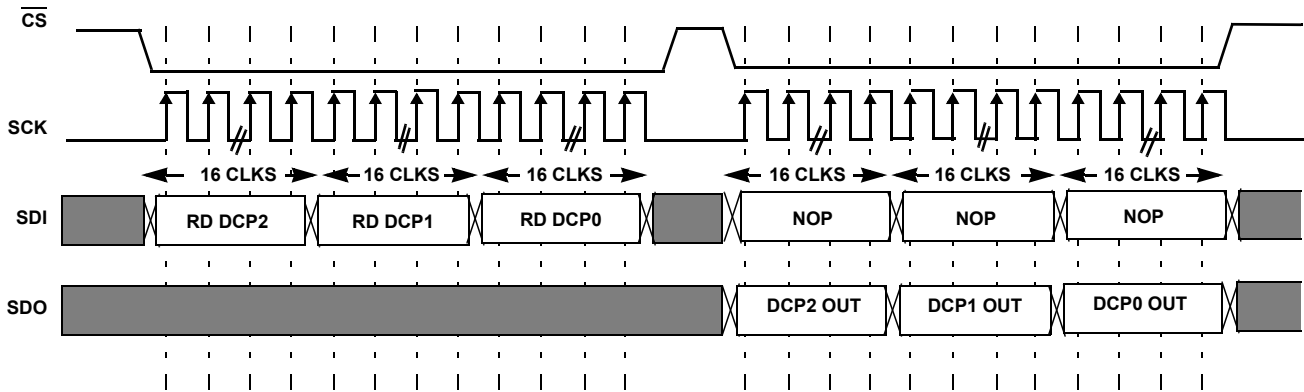 CS
SCK
16 CLKS 16 CLKS 16 CLKS 16 CLKS 16 CLKS 16 CLKS
SDI RD DCP2 RD DCP1 RD DCP0 NOP NOP NOP
SDO DCP2 OUT DCP1 OUT DCP0 OUT